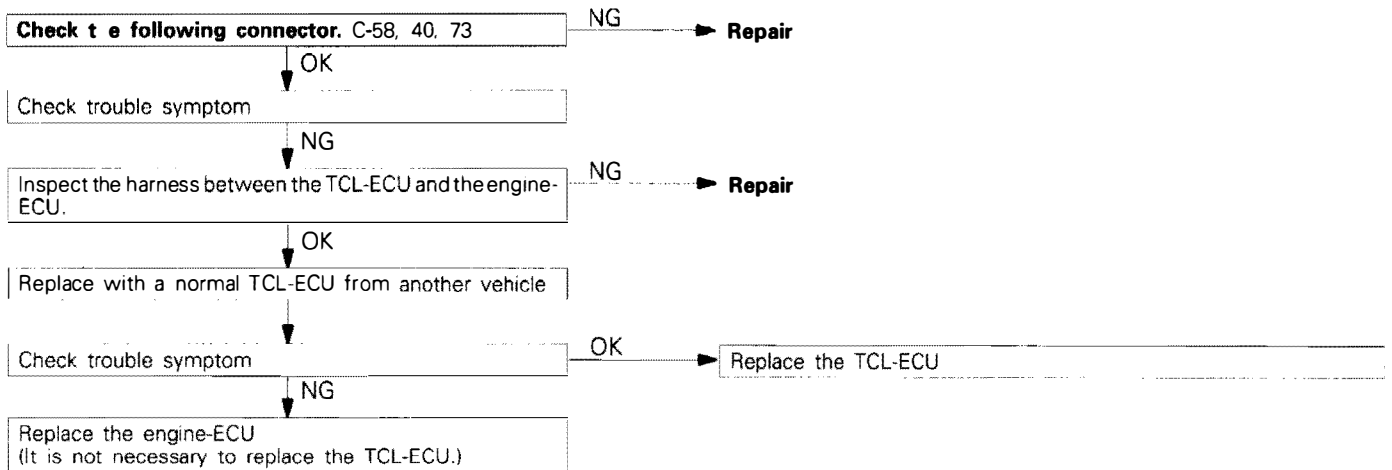 Check t e following connector. C-58, 40, 73
NG
Repair
OK
Check trouble symptom
NG
Inspect the harness between the TCL-ECU and the engine-
ECU.
NG
Repair
OK
Replace with a normal TCL-ECU from another vehicle
Check trouble symptom
OK
Replace the TCL-ECU
NG
Replace the engine-ECU
(It is not necessary to replace the TCL-ECU.)